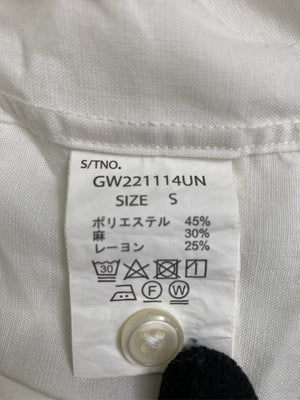 S/TNO.
GW221114UN
SIZE S
ポリエステル 45%
麻 30%
レーヨン 25%
30
F W